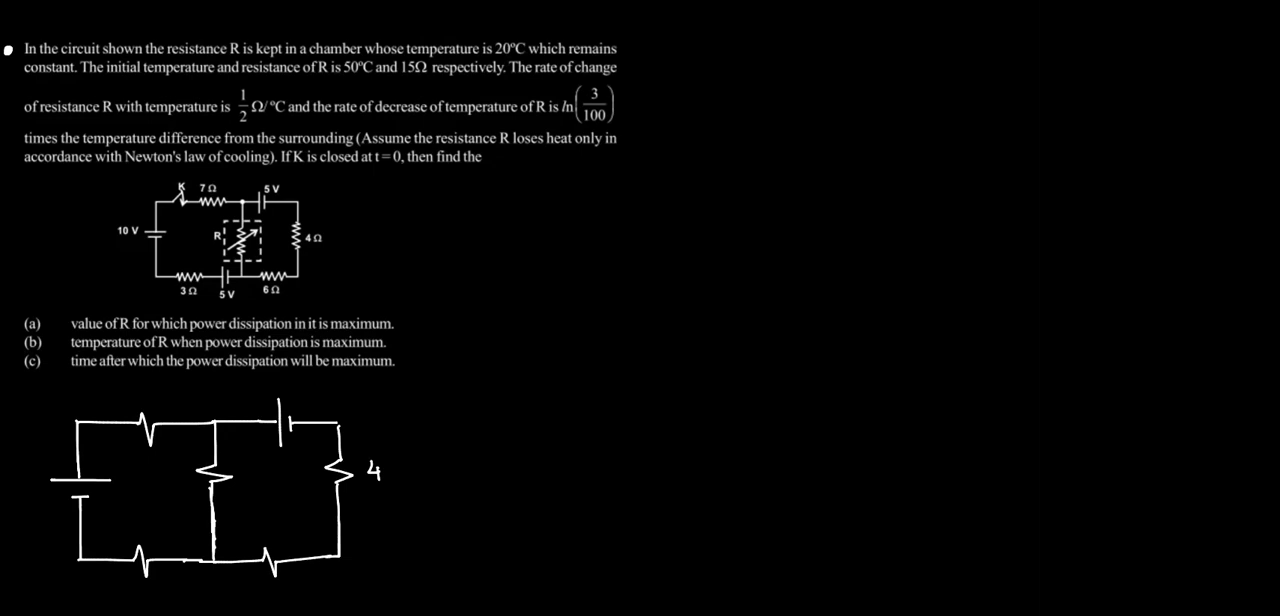 In the circuit shown the resistance R is kept in a chamber whose temperature is 20°C which remains
constant. The initial temperature and resistance of R is 50°C and 15Ω respectively. The rate of change
of resistance R with temperature is 1/2 Ω/°C and the rate of decrease of temperature of R is ln(3/100)
times the temperature difference from the surrounding (Assume the resistance R loses heat only in
accordance with Newton's law of cooling). If K is closed at t = 0, then find the
K 7Ω 5 V
10 V R 4Ω
3Ω 5 V 6Ω
(a) value of R for which power dissipation in it is maximum.
(b) temperature of R when power dissipation is maximum.
(c) time after which the power dissipation will be maximum.
4